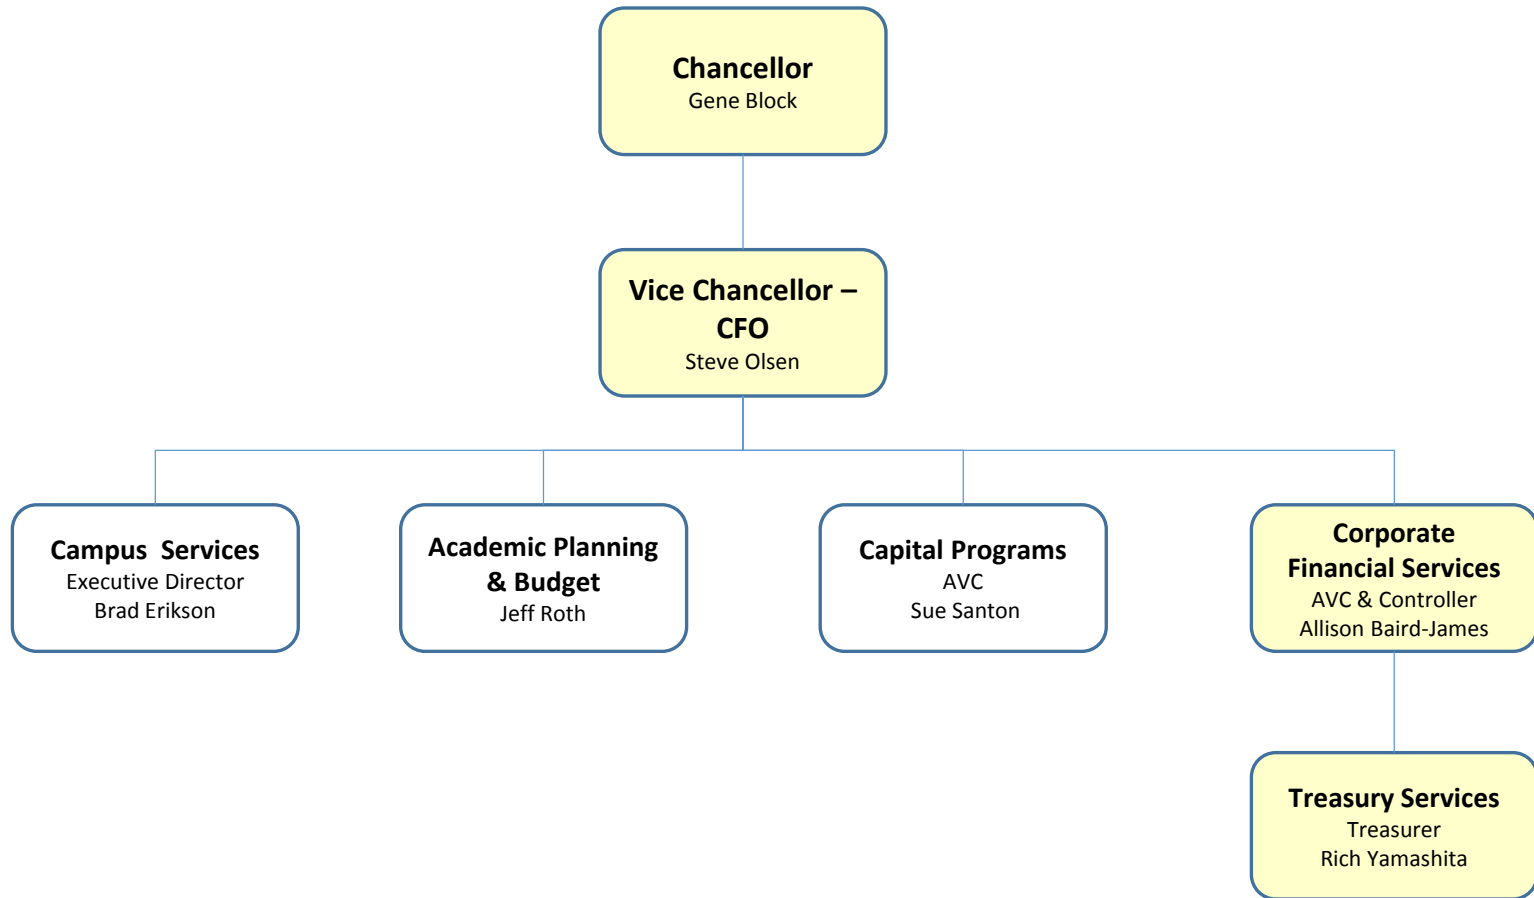 Chancellor
Gene Block
Vice Chancellor –
CFO
Steve Olsen
Campus  Services
Executive Director
Brad Erikson
Academic Planning
& Budget
Jeff Roth
Capital Programs
AVC
Sue Santon
Corporate
Financial Services
AVC & Controller
Allison Baird-James
Treasury Services
Treasurer
Rich Yamashita